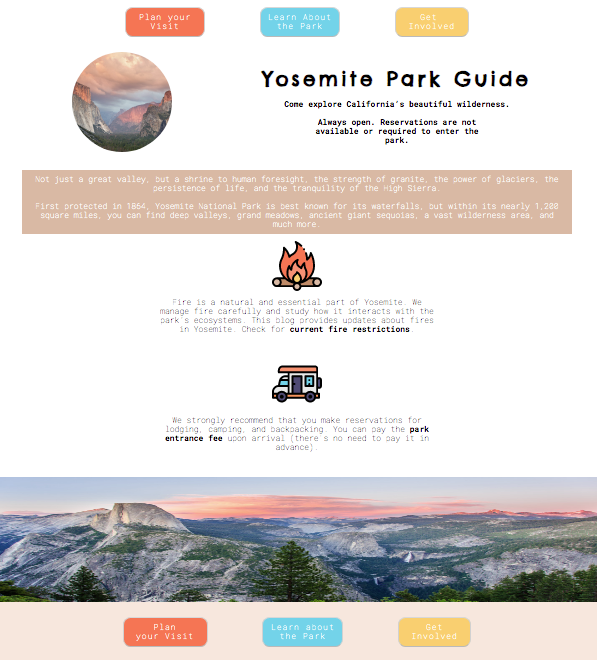 Plan your
Visit
Learn About
the Park
Get
Involved
Yosemite Park Guide
Come explore California's beautiful wilderness.
Always open. Reservations are not
available or required to enter the
park.
Not just a great valley, but a shrine to human foresight, the strength of granite, the power of glaciers, the
persistence of life, and the tranquility of the High Sierra.
First protected in 1864, Yosemite National Park is best known for its waterfalls, but within its nearly 1,200
square miles, you can find deep valleys, grand meadows, ancient giant sequoias, a vast wilderness area, and
much more.
Fire is a natural and essential part of Yosemite. We
manage fire carefully and study how it interacts with the
park's ecosystems. This blog provides updates about fires
in Yosemite. Check for current fire restrictions.
We strongly recommend that you make reservations for
lodging, camping, and backpacking. You can pay the park
entrance fee upon arrival (there's no need to pay it in
advance).
Plan
your Visit
Learn about
the Park
Get
Involved